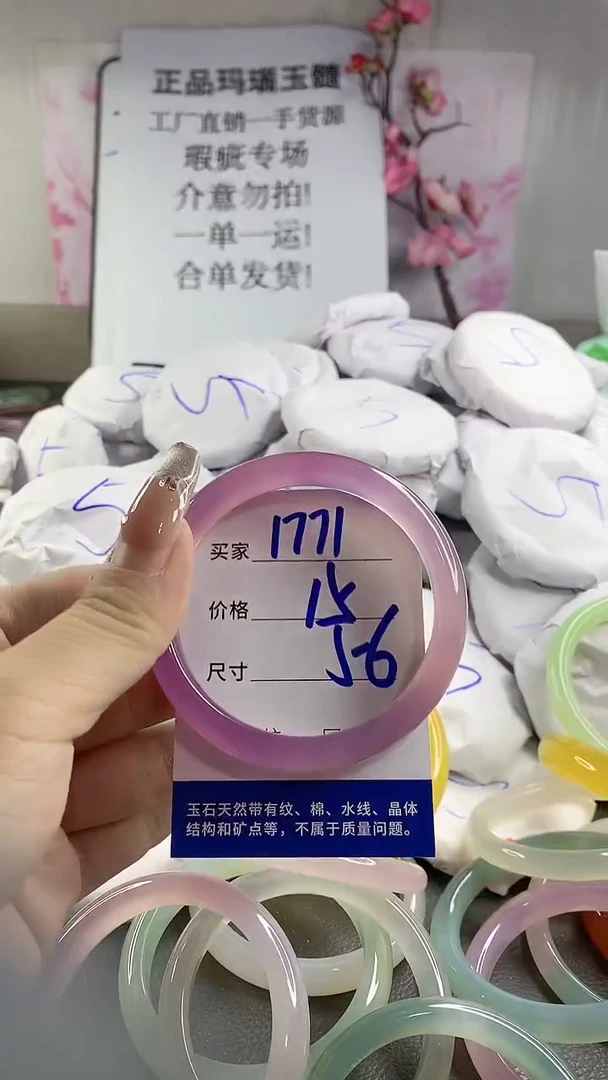 正品玛瑙玉髓
工厂直销一手货源
瑕疵专场
介意勿拍!
一单一运!
合单发货!
买家 1771
价格 15
尺寸 56
玉石天然带有纹、棉、水线、晶体
结构和矿点等，不属于质量问题。